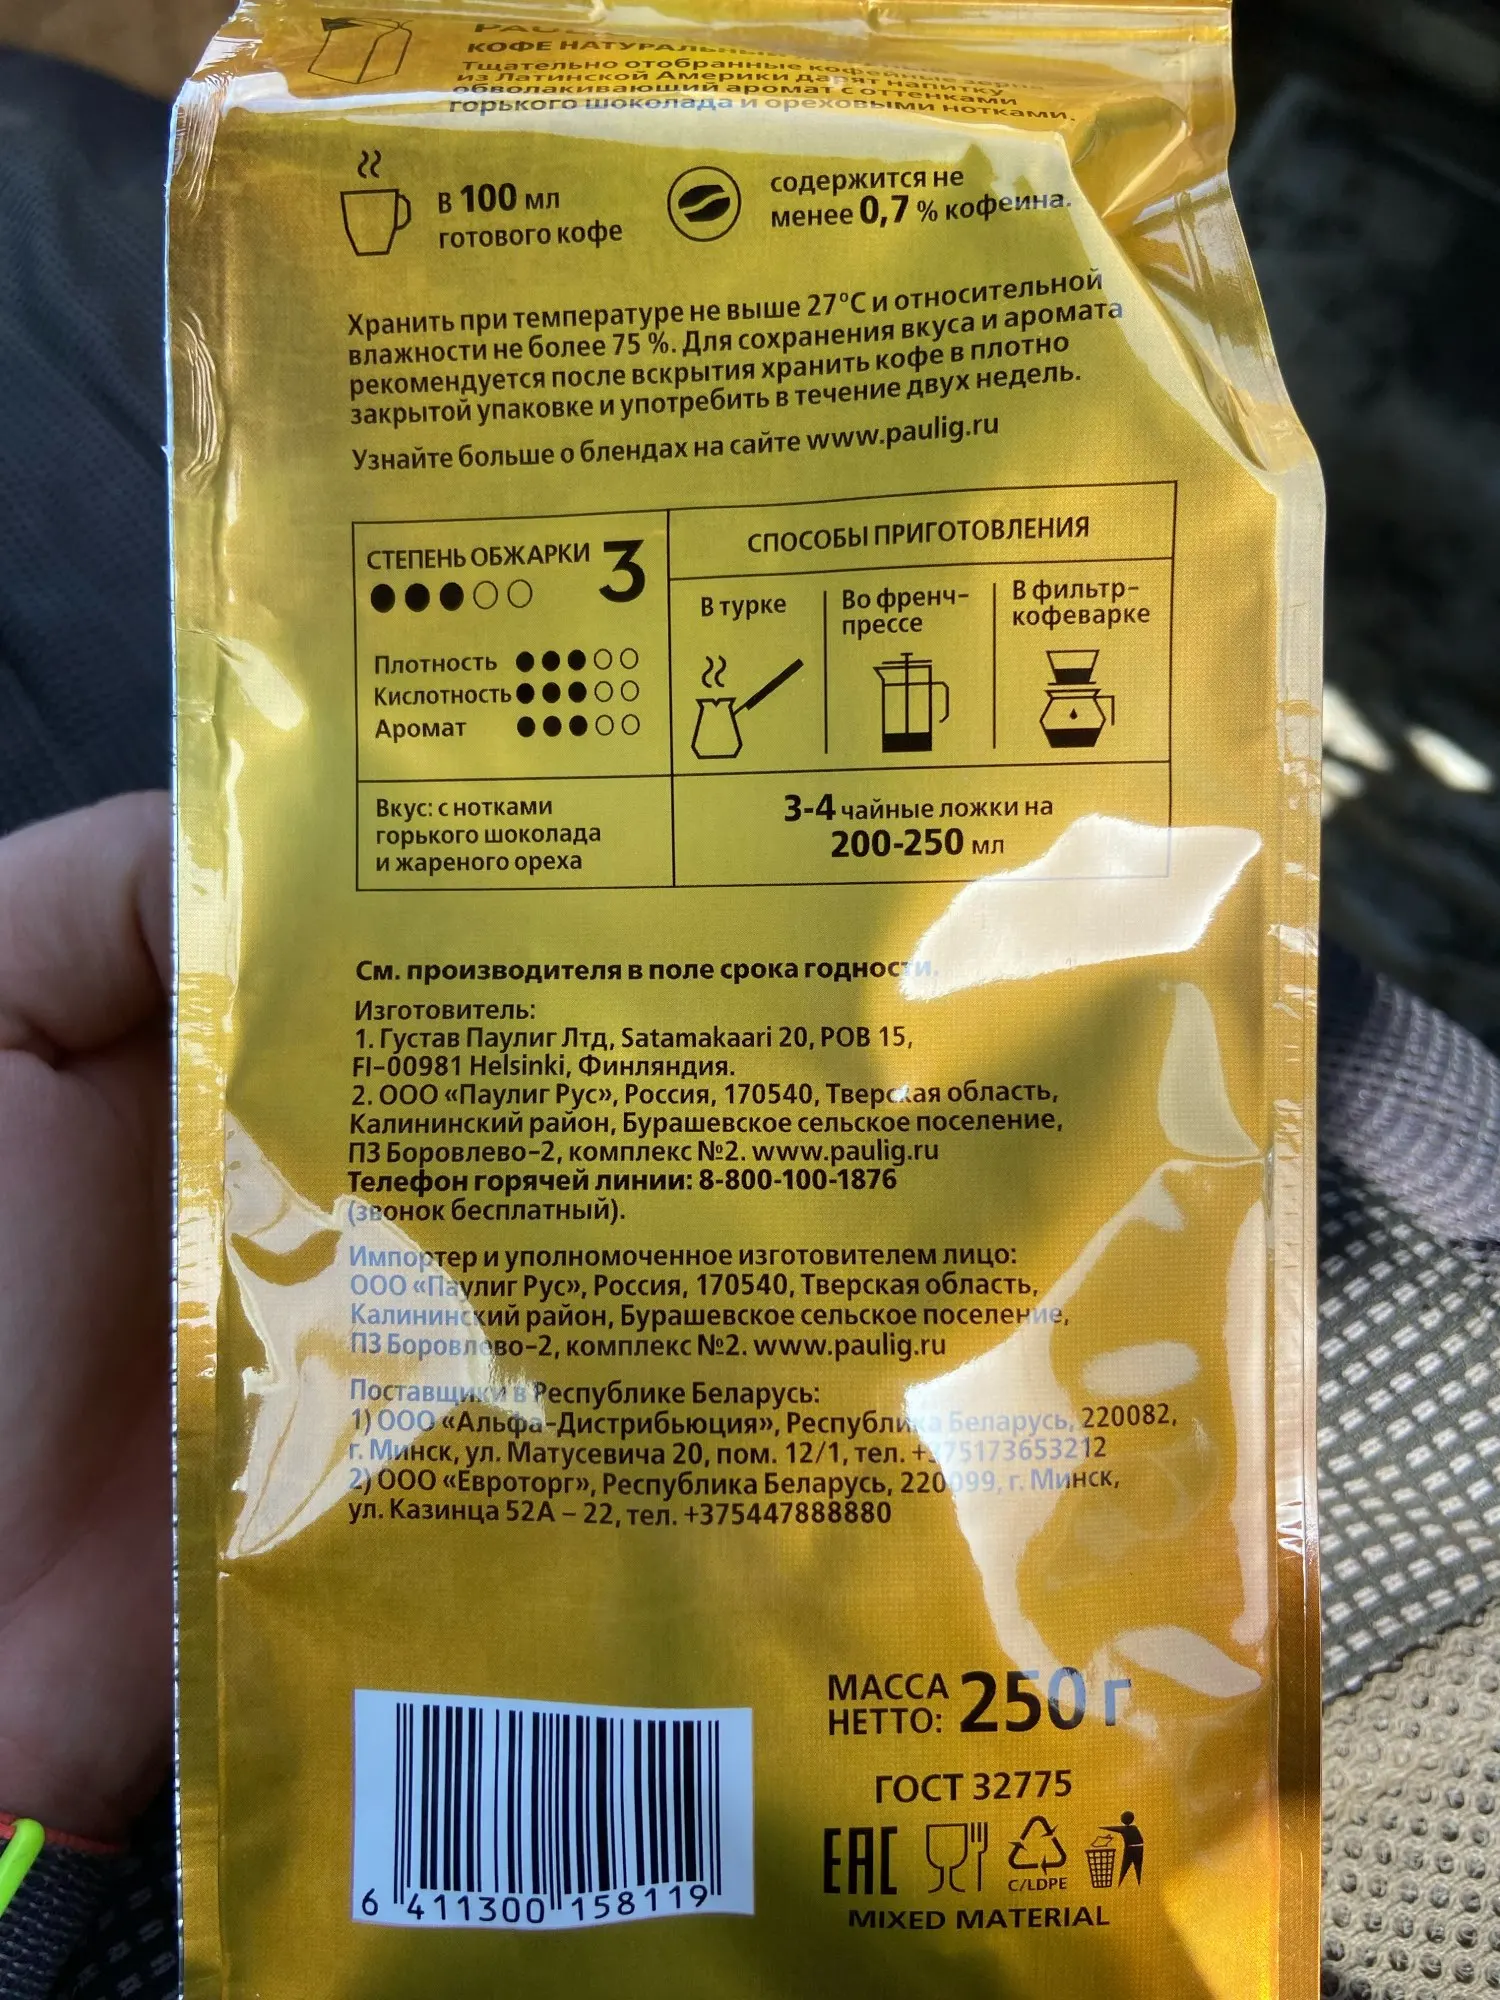 КОФЕ НАТУРАЛЬН
Тщательно отобранные кофейные
из Латинской Америки дарят напитку
обволакивающий аромат с оттенками
горького шоколада и ореховыми нотками.
в 100 мл
готового кофе
содержится не
менее 0,7 % кофеина.
Хранить при температуре не выше 27°С и относительной
влажности не более 75 %. Для сохранения вкуса и аромата
рекомендуется после вскрытия хранить кофе в плотно
закрытой упаковке и употребить в течение двух недель.
Узнайте больше о блендах на сайте www.paulig.ru
СТЕПЕНЬ ОБЖАРКИ 3
Плотность
Кислотность
Аромат
Вкус: с нотками
горького шоколада
и жареного ореха
СПОСОБЫ ПРИГОТОВЛЕНИЯ
В турке
Во френч-
прессе
В фильтр-
кофеварке
3-4 чайные ложки на
200-250 мл
См. производителя в поле срока годности.
Изготовитель:
1. Густав Паулиг Лтд, Satamakaari 20, POB 15,
FI-00981 Helsinki, Финляндия.
2. ООО «Паулиг Рус», Россия, 170540, Тверская область,
Калининский район, Бурашевское сельское поселение,
ПЗ Боровлево-2, комплекс №2. www.paulig.ru
Телефон горячей линии: 8-800-100-1876
(звонок бесплатный).
Импортер и уполномоченное изготовителем лицо:
ООО «Паулиг Рус», Россия, 170540, Тверская область,
Калининский район, Бурашевское сельское поселение,
ПЗ Боровлево-2, комплекс №2. www.paulig.ru
Поставщики в Республике Беларусь:
1) ООО «Альфа-Дистрибьюция», Республика Беларусь, 220082,
г. Минск, ул. Матусевича 20, пом. 12/1, тел. +375173653212
2) ООО «Евроторг», Республика Беларусь, 220099, г. Минск,
ул. Казинца 52А – 22, тел. +375447888880
МАССА
НЕТТО: 250 г
ГОСТ 32775
EAC
C/LDPE
MIXED MATERIAL
6 411300 158119